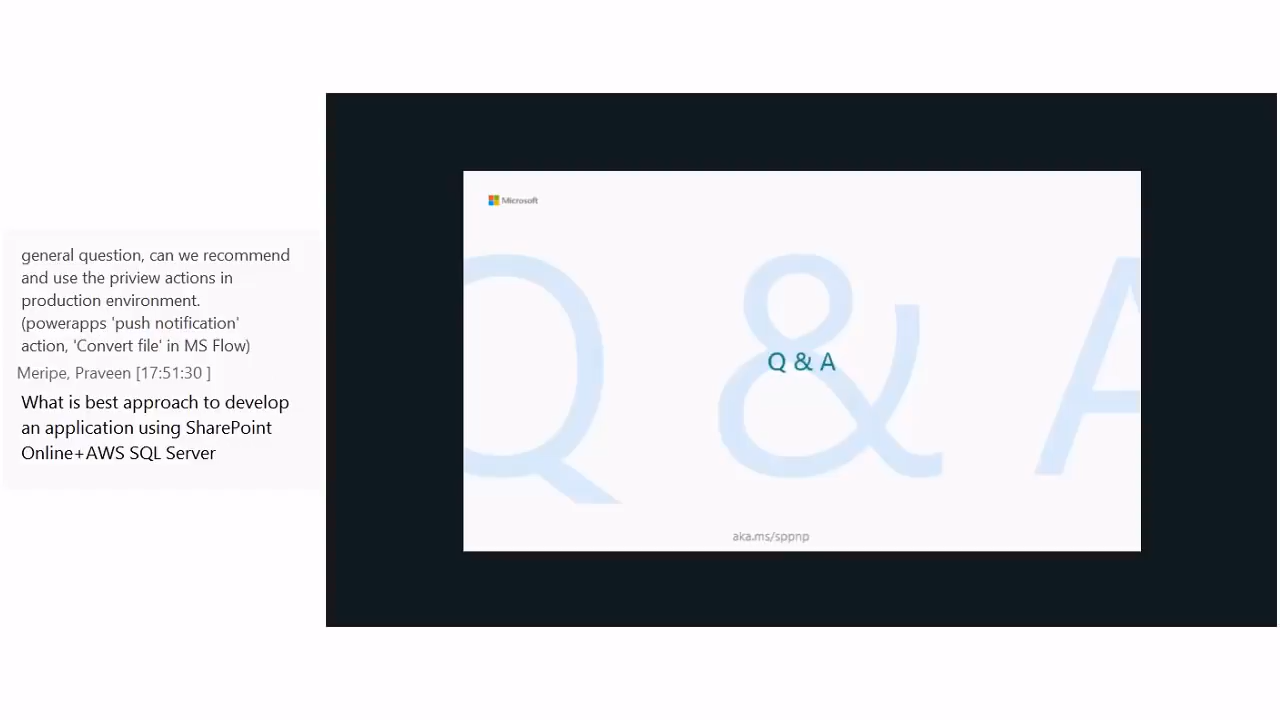 general question, can we recommend
and use the priview actions in
production environment.
(powerapps 'push notification'
action, 'Convert file' in MS Flow)
Meripe, Praveen [17:51:30 ]
What is best approach to develop
an application using SharePoint
Online+AWS SQL Server
Microsoft
Q & A
Q & A
aka.ms/sppnp